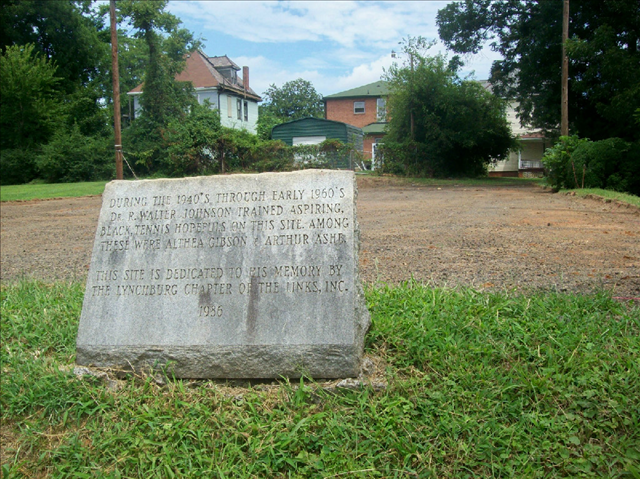 DURING THE 1940'S, THROUGH EARLY 1960'S
DR. R. WALTER JOHNSON TRAINED ASPIRING,
BLACK TENNIS HOPEFULS ON THIS SITE. AMONG
THESE WERE ALTHEA GIBSON & ARTHUR ASHE.
THIS SITE IS DEDICATED TO HIS MEMORY BY
THE LYNCHBURG CHAPTER OF THE LINKS, INC.
1986